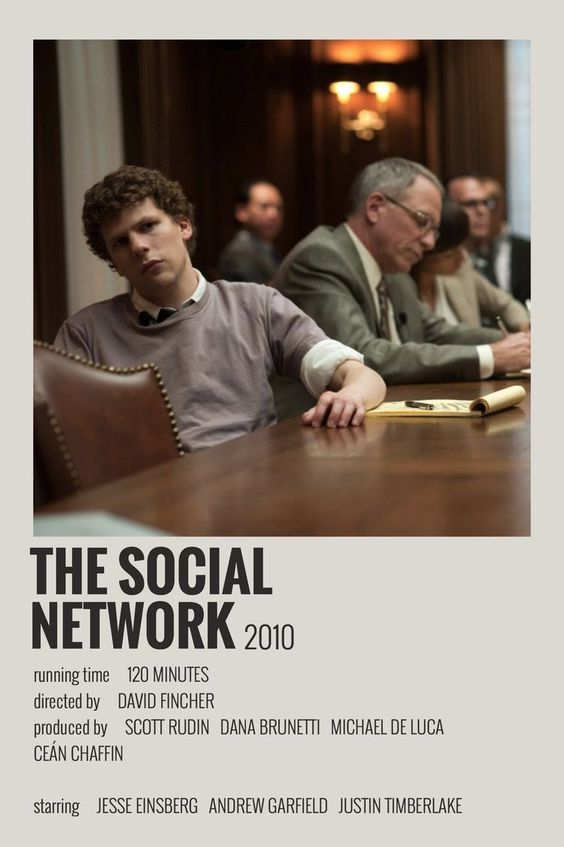 THE SOCIAL
NETWORK 2010
running time 120 MINUTES
directed by DAVID FINCHER
produced by SCOTT RUDIN DANA BRUNETTI MICHAEL DE LUCA
CEÁN CHAFFIN
starring JESSE EINSBERG ANDREW GARFIELD JUSTIN TIMBERLAKE